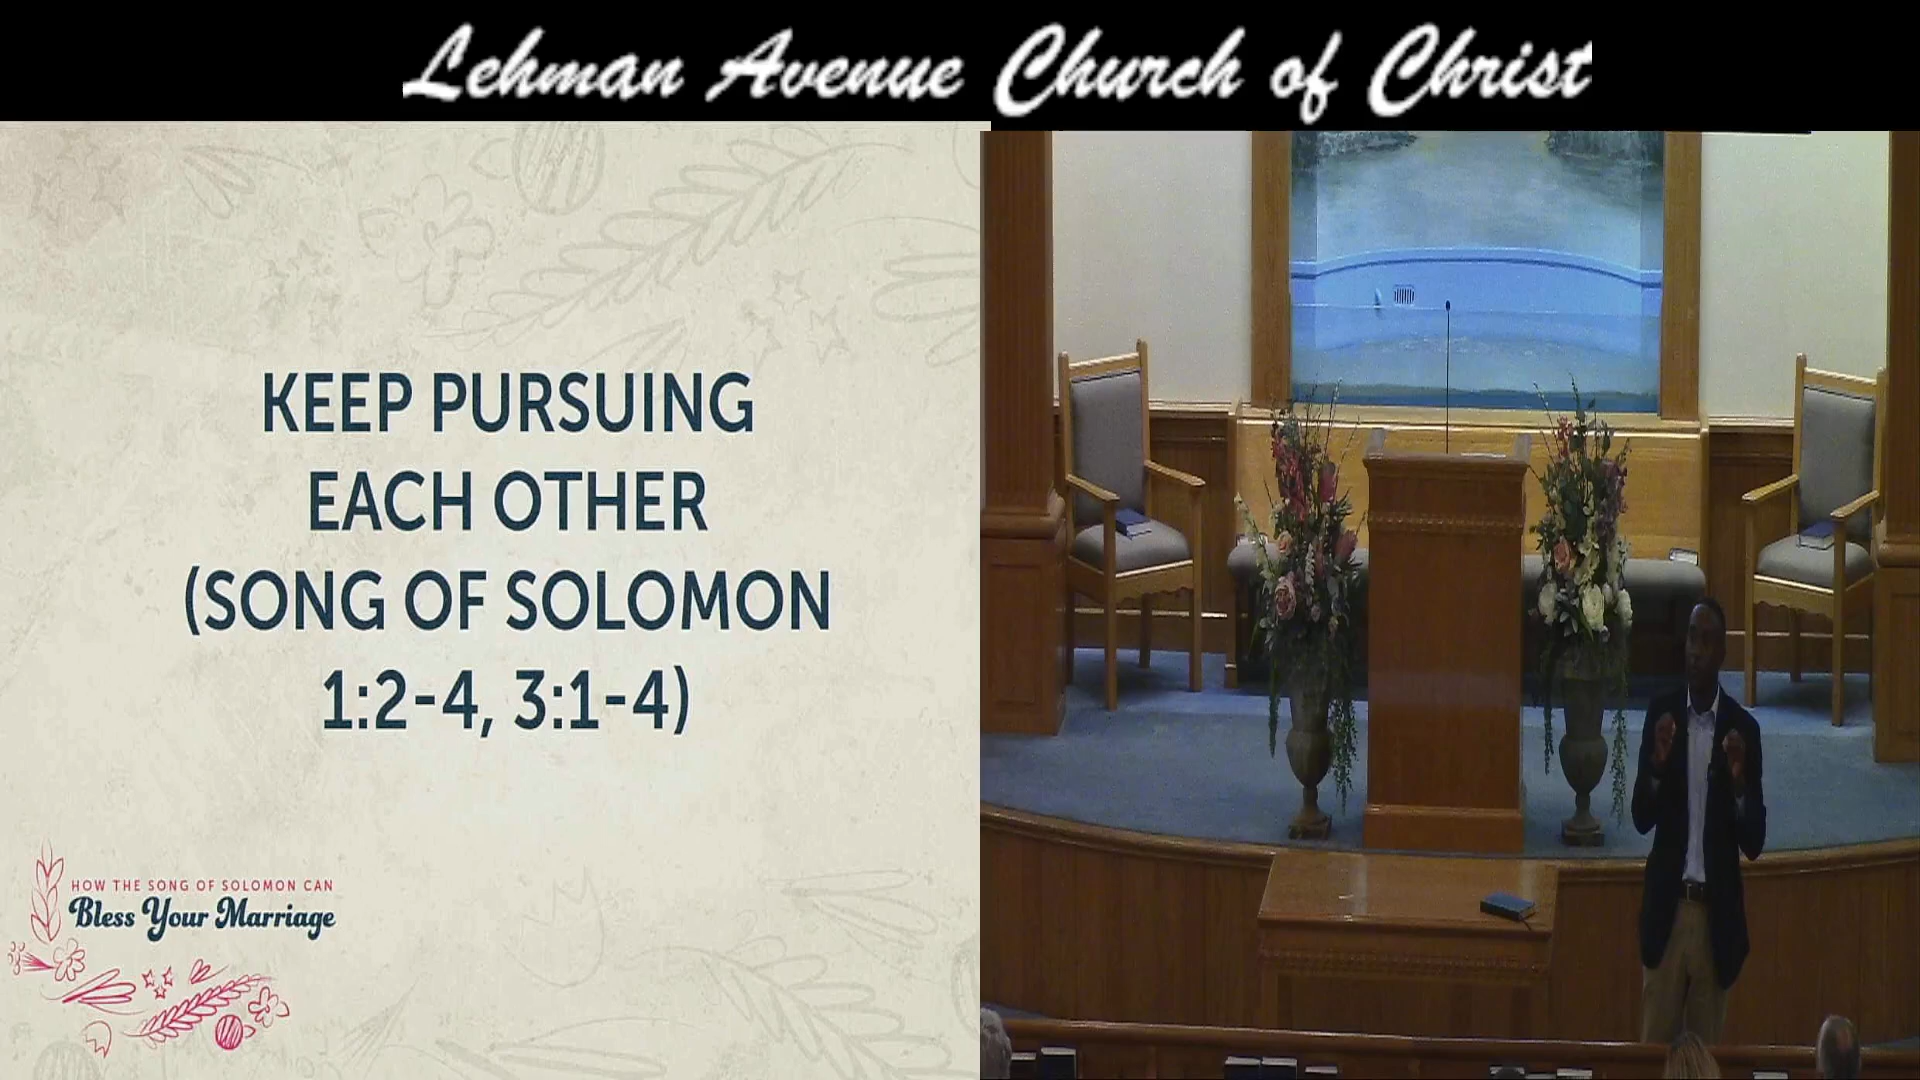 Lehman Avenue Church of Christ
KEEP PURSUING
EACH OTHER
(SONG OF SOLOMON
1:2-4, 3:1-4)
HOW THE SONG OF SOLOMON CAN
Bless Your Marriage